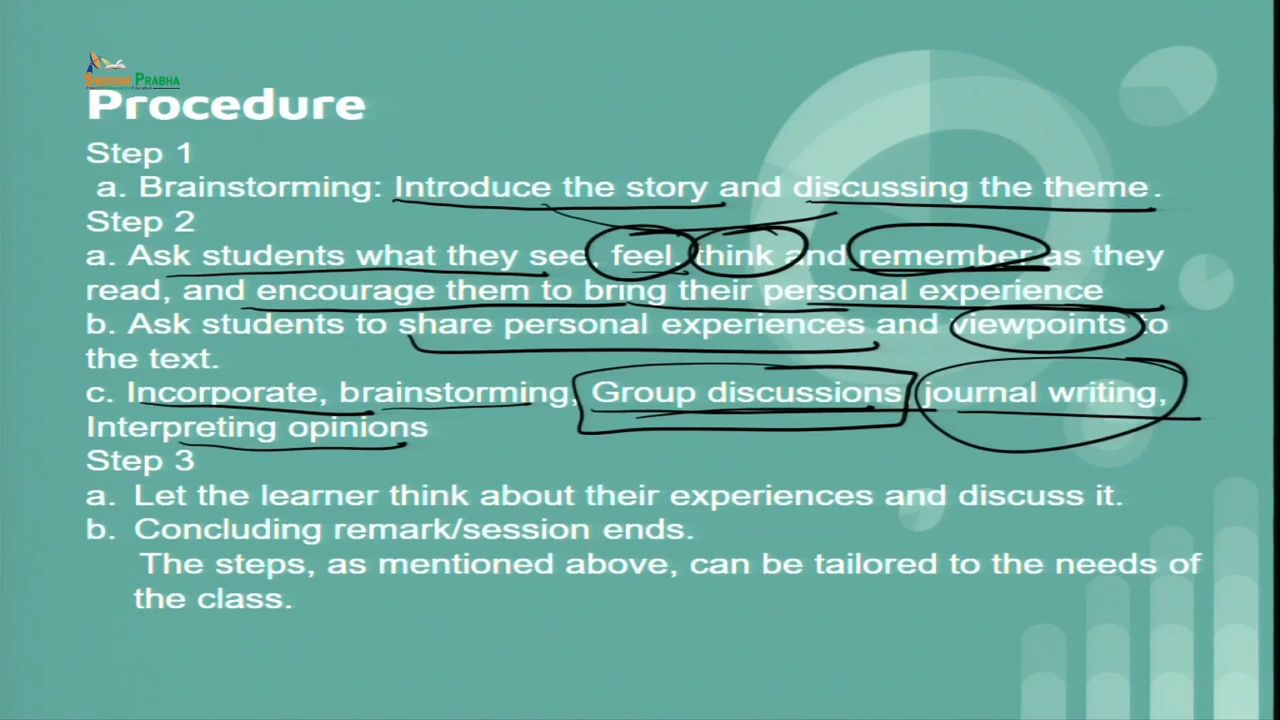 SWAYAM PRABHA
Procedure
Step 1
a. Brainstorming: Introduce the story and discussing the theme.
Step 2
a. Ask students what they see, feel, think and remember as they
read, and encourage them to bring their personal experience
b. Ask students to share personal experiences and viewpoints to
the text.
c. Incorporate, brainstorming, Group discussions, journal writing,
Interpreting opinions
Step 3
a. Let the learner think about their experiences and discuss it.
b. Concluding remark/session ends.
The steps, as mentioned above, can be tailored to the needs of
the class.